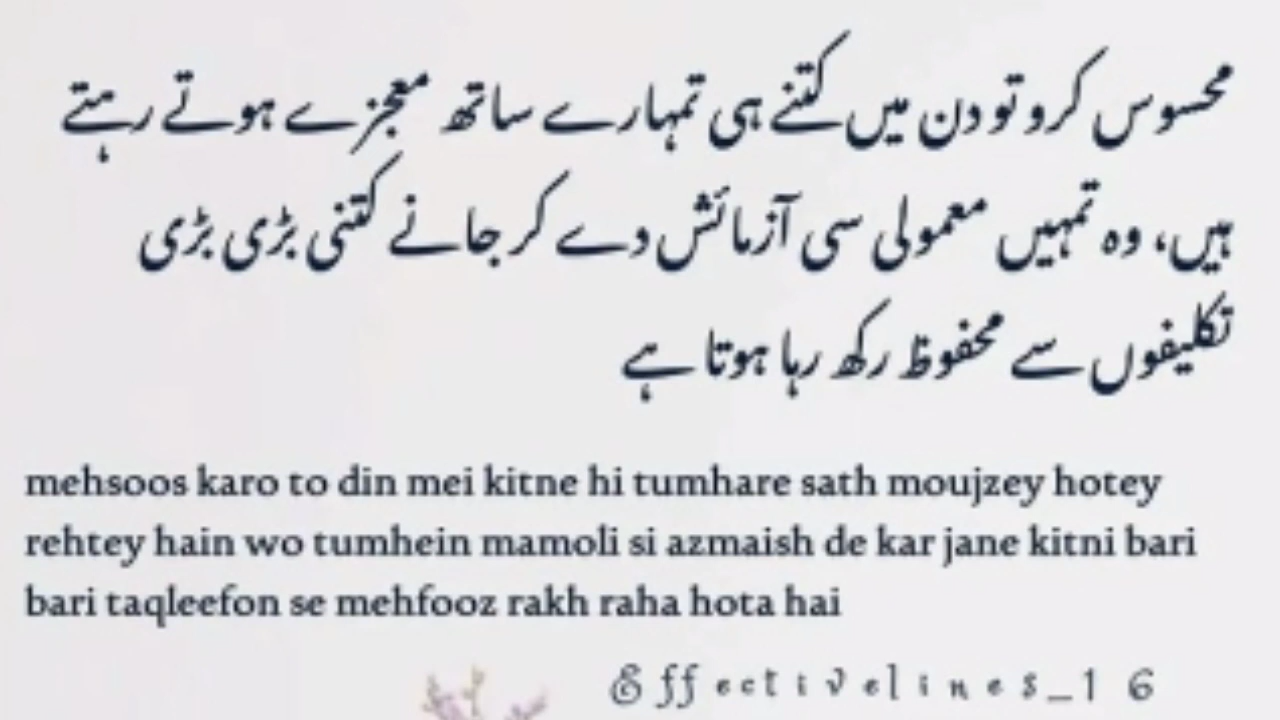 محسوس کرو تو دن میں کتنے ہی تمہارے ساتھ معجزے ہوتے رہتے
ہیں، وہ تمہیں معمولی سی آزمائش دے کر جانے کتنی بڑی بڑی
تکلیفوں سے محفوظ رکھ رہا ہوتا ہے
mehsoos karo to din mei kitne hi tumhare sath moujzey hotey
rehtey hain wo tumhein mamoli si azmaish de kar jane kitni bari
bari taqleefon se mehfooz rakh raha hota hai
Effectivelines_16